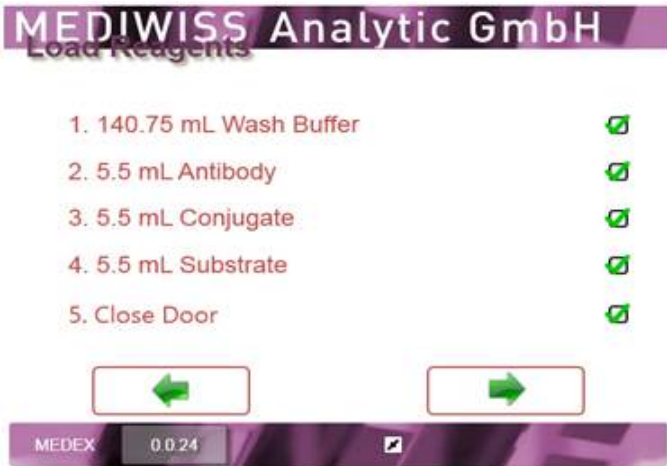 MEDIWISS Analytic GmbH
Load Reagents
1. 140.75 mL Wash Buffer
2. 5.5 mL Antibody
3. 5.5 mL Conjugate
4. 5.5 mL Substrate
5. Close Door
MEDEX 0.0.24